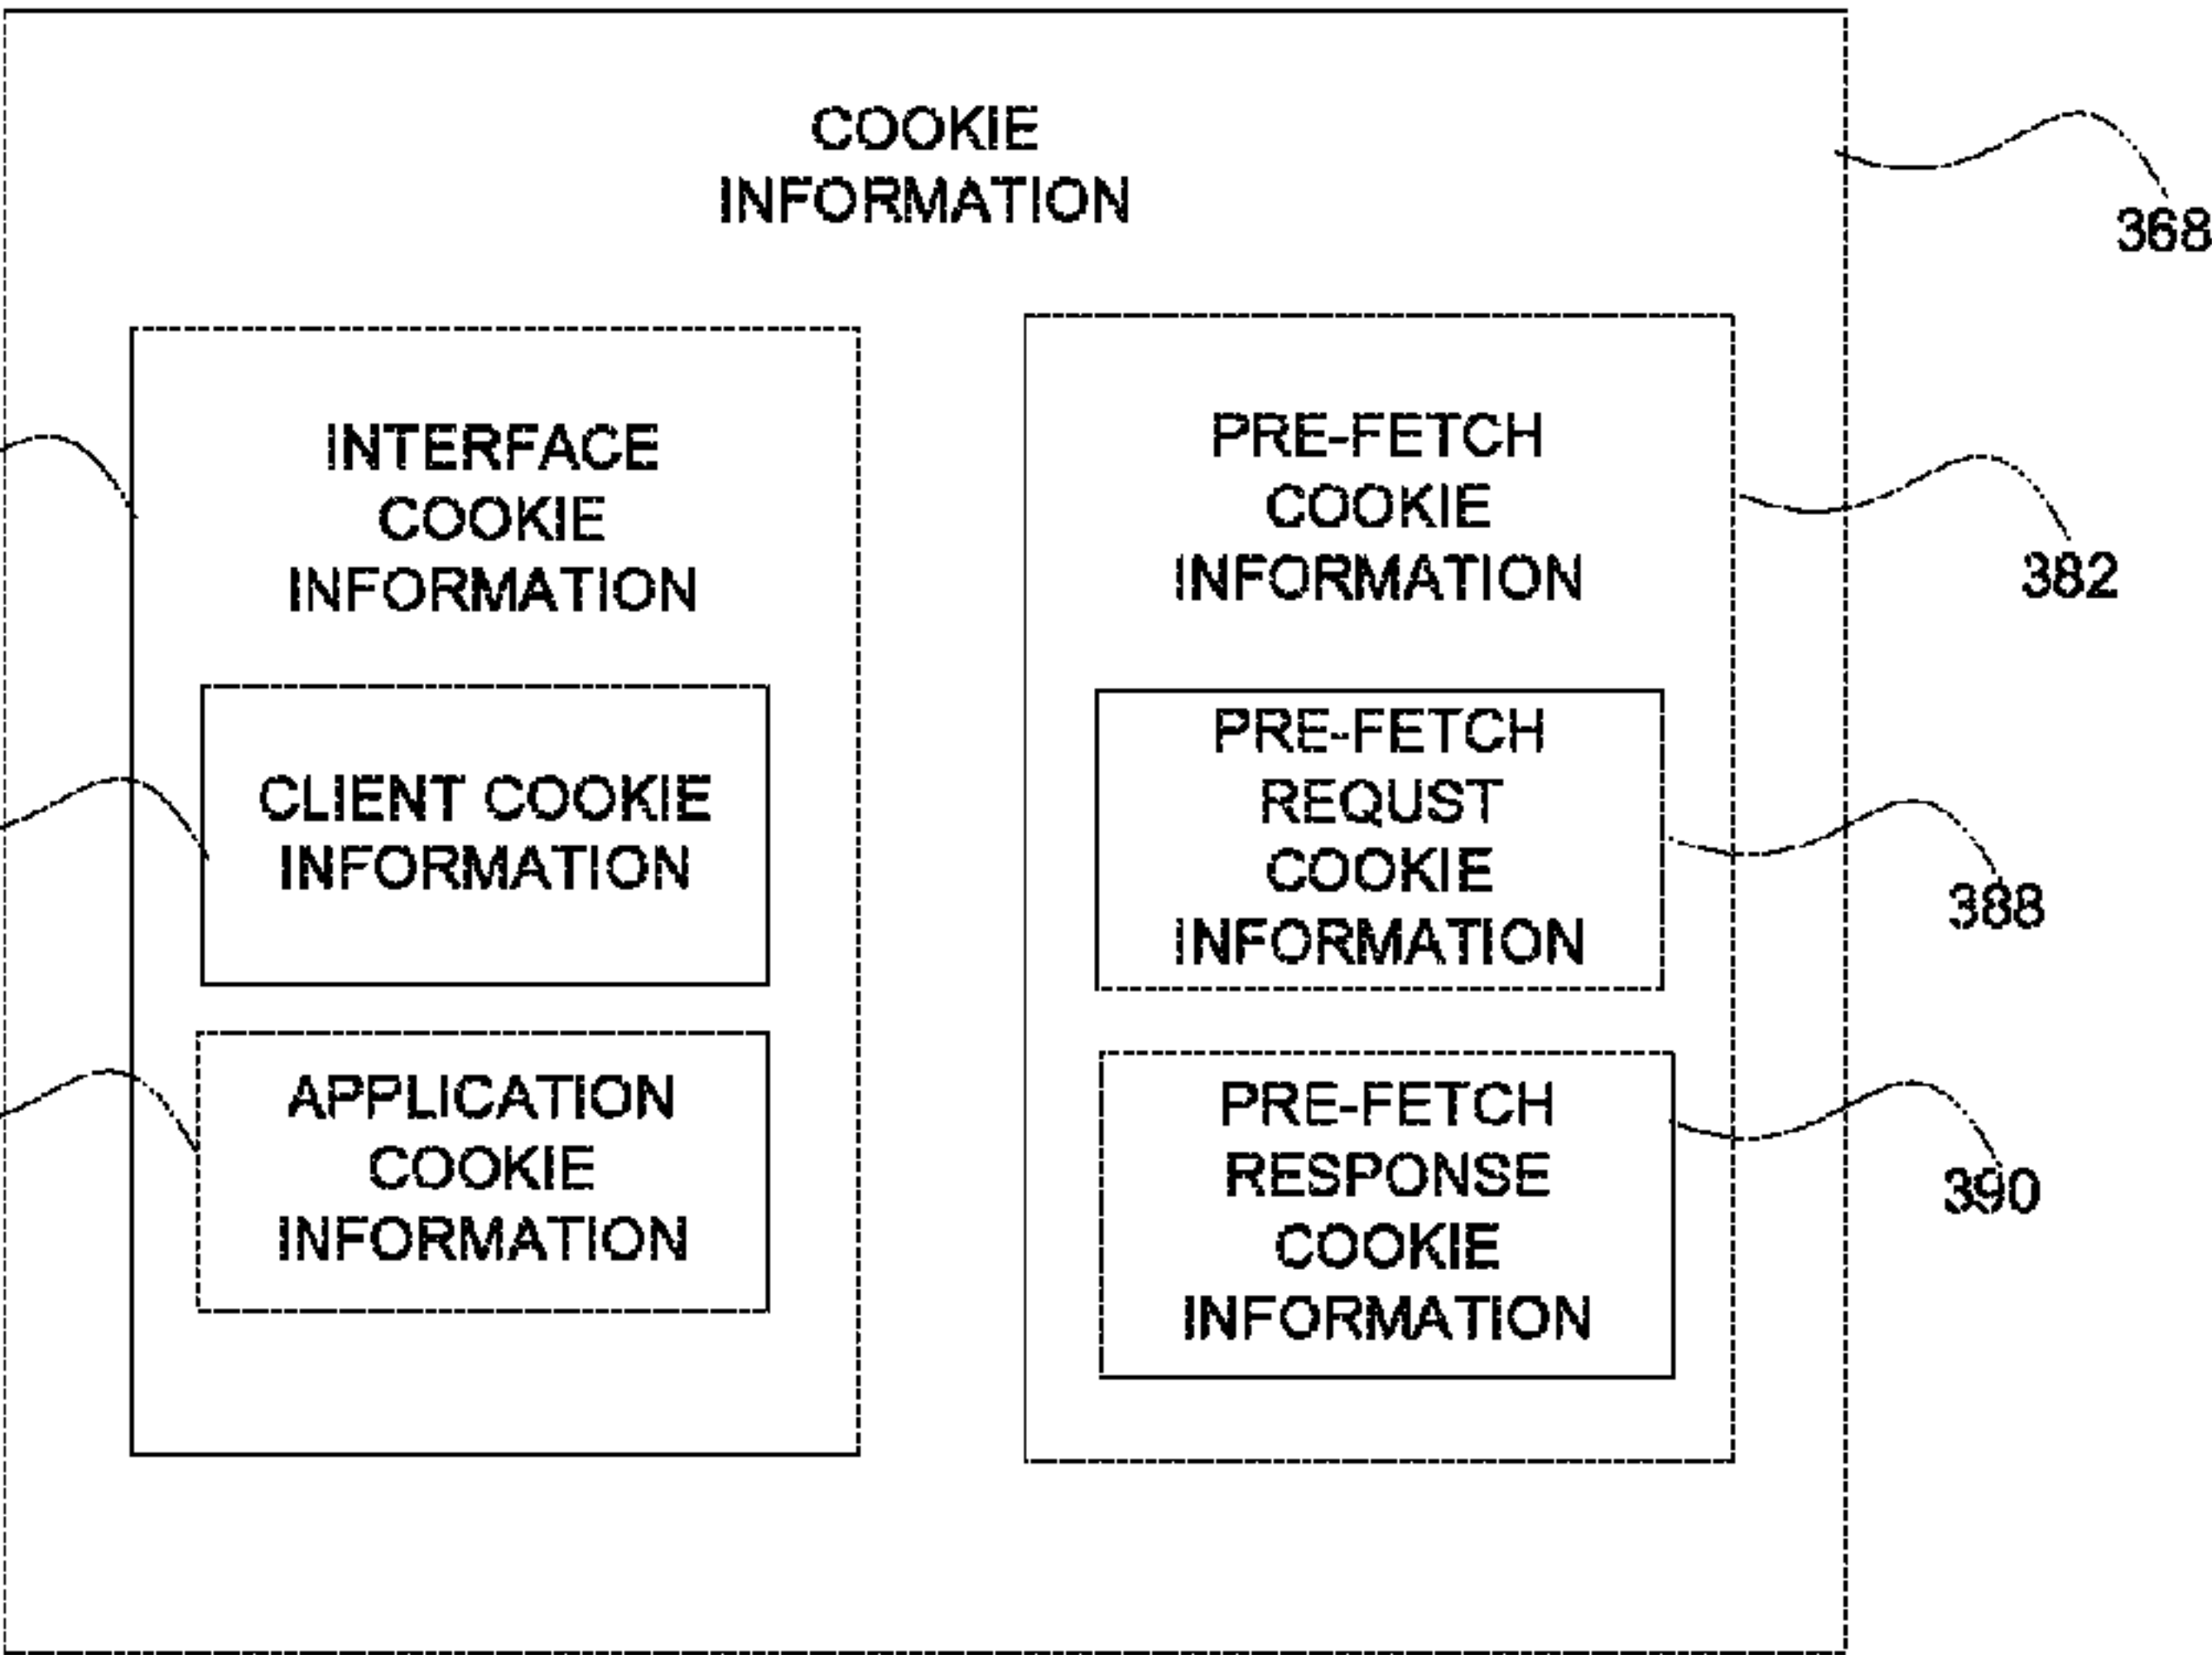 COOKIE
INFORMATION
368
INTERFACE
COOKIE
INFORMATION
CLIENT COOKIE
INFORMATION
APPLICATION
COOKIE
INFORMATION
PRE-FETCH
COOKIE
INFORMATION
382
PRE-FETCH
REQUST
COOKIE
INFORMATION
388
PRE-FETCH
RESPONSE
COOKIE
INFORMATION
390